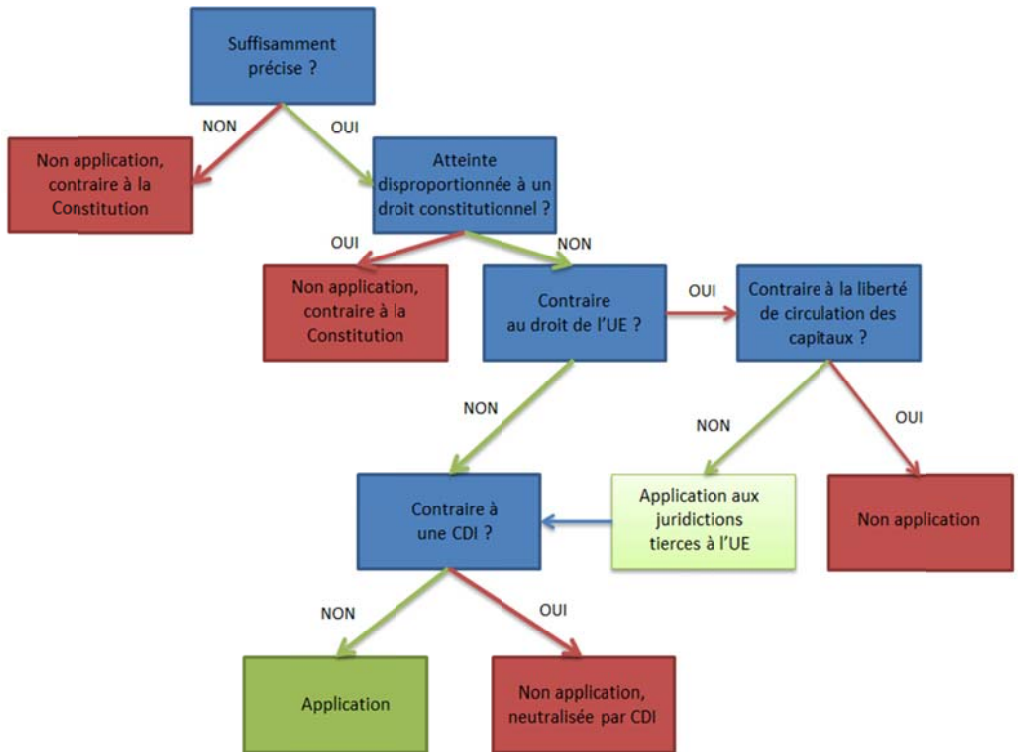 Suffisamment
précise ?
NON
OUI
Non application,
contraire à la
Constitution
Atteinte
disproportionnée à un
droit constitutionnel ?
OUI
NON
Non application,
contraire à la
Constitution
Contraire
au droit de l'UE ?
OUI
Contraire à la liberté
de circulation des
capitaux ?
NON
NON
OUI
Contraire à
une CDI ?
Application aux
juridictions
tierces à l'UE
Non application
NON
OUI
Application
Non application,
neutralisée par CDI